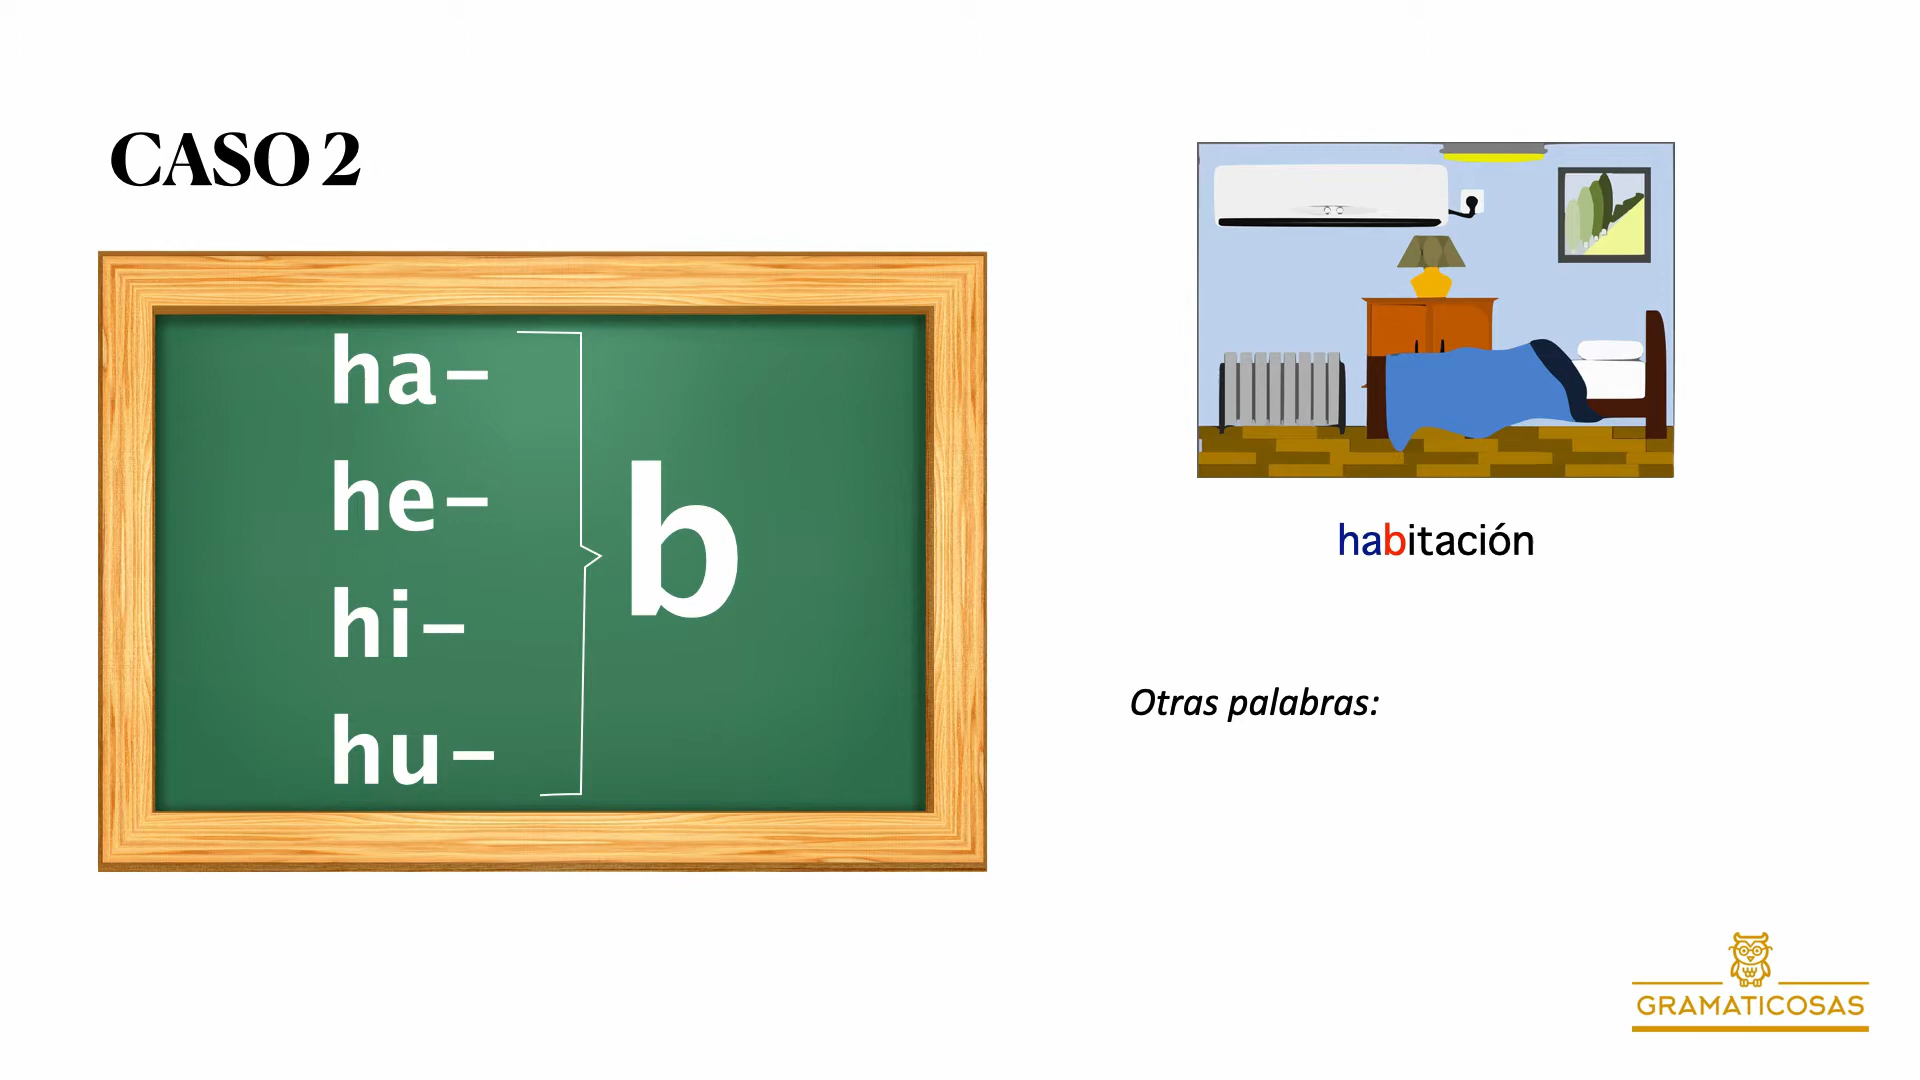 CASO 2
ha-
he-
hi-
hu-
b
habitación
Otras palabras:
GRAMATICOSAS